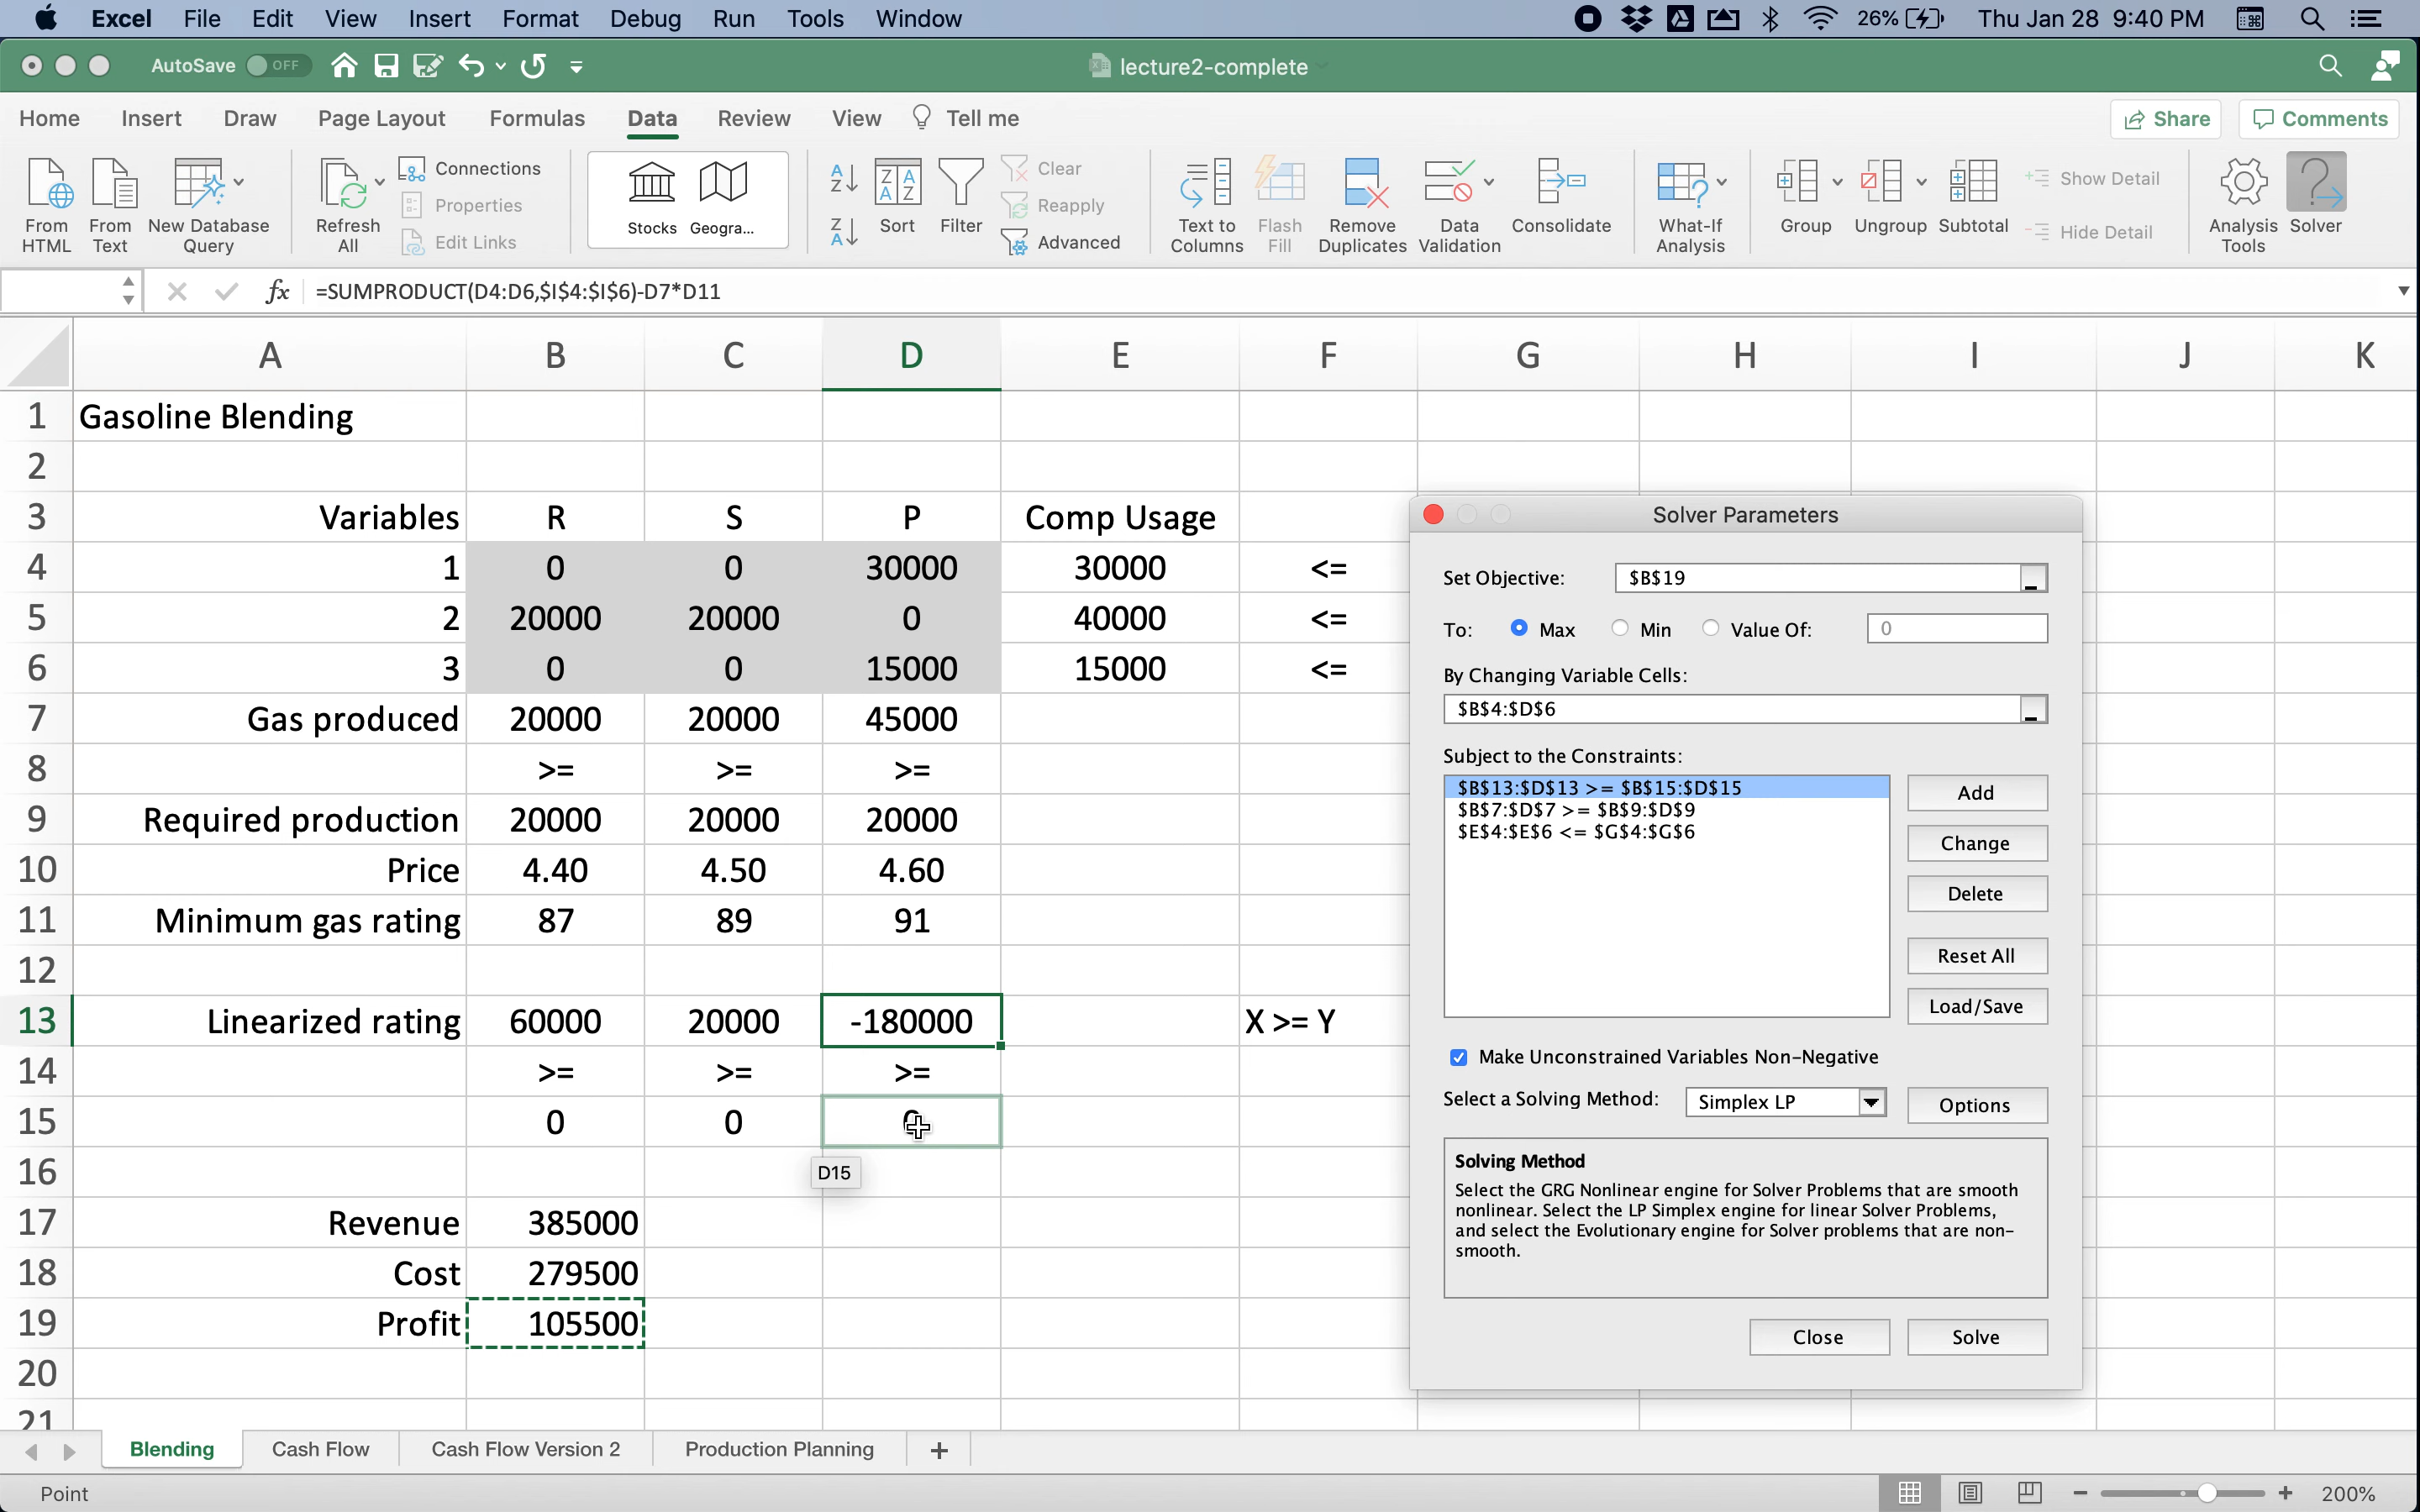 Excel File Edit View Insert Format Debug Run Tools Window 26% Thu Jan 28 9:40 PM
AutoSave OFF lecture2-complete
Home Insert Draw Page Layout Formulas Data Review View Tell me Share Comments
From HTML
From Text
New Database Query
Refresh All
Connections
Properties
Edit Links
Stocks
Geogra...
Sort
Filter
Clear
Reapply
Advanced
Text to Columns
Flash Fill
Remove Duplicates
Data Validation
Consolidate
What-If Analysis
Group
Ungroup
Subtotal
Show Detail
Hide Detail
Analysis Tools
Solver
fx =SUMPRODUCT(D4:D6,$I$4:$I$6)-D7*D11
A B C D E F G H I J K
1 Gasoline Blending
2
3 Variables R S P Comp Usage
4 1 0 0 30000 30000 <=
5 2 20000 20000 0 40000 <=
6 3 0 0 15000 15000 <=
7 Gas produced 20000 20000 45000
8 >= >= >=
9 Required production 20000 20000 20000
10 Price 4.40 4.50 4.60
11 Minimum gas rating 87 89 91
12
13 Linearized rating 60000 20000 -180000 X >= Y
14 >= >= >=
15 0 0
D15
16
17 Revenue 385000
18 Cost 279500
19 Profit 105500
20
21
Solver Parameters
Set Objective: $B$19
To: Max Min Value Of: 0
By Changing Variable Cells:
$B$4:$D$6
Subject to the Constraints:
$B$13:$D$13 >= $B$15:$D$15
$B$7:$D$7 >= $B$9:$D$9
$E$4:$E$6 <= $G$4:$G$6
Add
Change
Delete
Reset All
Load/Save
Make Unconstrained Variables Non-Negative
Select a Solving Method: Simplex LP Options
Solving Method
Select the GRG Nonlinear engine for Solver Problems that are smooth
nonlinear. Select the LP Simplex engine for linear Solver Problems,
and select the Evolutionary engine for Solver problems that are non-
smooth.
Close Solve
Blending Cash Flow Cash Flow Version 2 Production Planning +
Point 200%